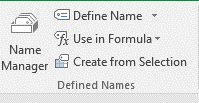 Name
Manager
Define Name
Use in Formula
Create from Selection
Defined Names